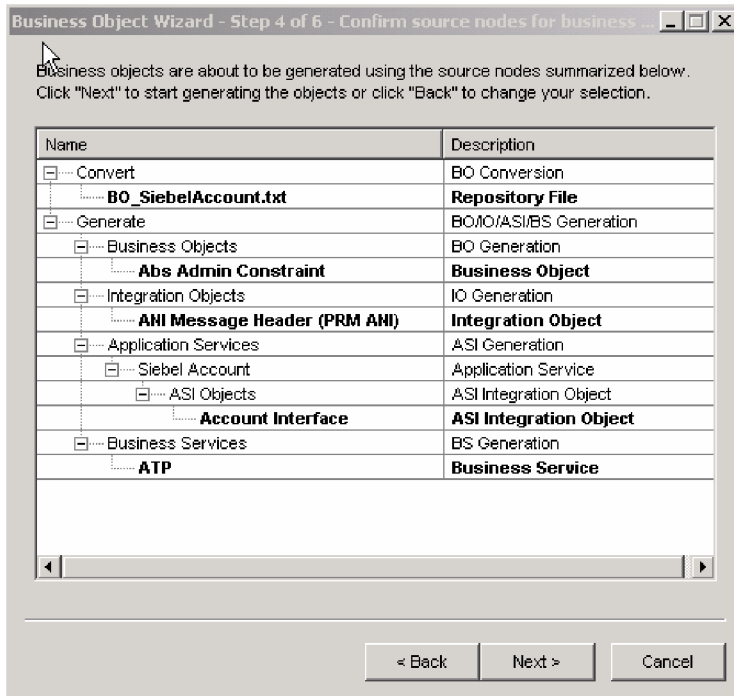 Business Object Wizard - Step 4 of 6 - Confirm source nodes for business ...
Business objects are about to be generated using the source nodes summarized below.
Click "Next" to start generating the objects or click "Back" to change your selection.
Name Description
Convert BO Conversion
BO_SiebelAccount.txt Repository File
Generate BO/IO/ASI/BS Generation
Business Objects BO Generation
Abs Admin Constraint Business Object
Integration Objects IO Generation
ANI Message Header (PRM ANI) Integration Object
Application Services ASI Generation
Siebel Account Application Service
ASI Objects ASI Integration Object
Account Interface ASI Integration Object
Business Services BS Generation
ATP Business Service
< Back Next > Cancel